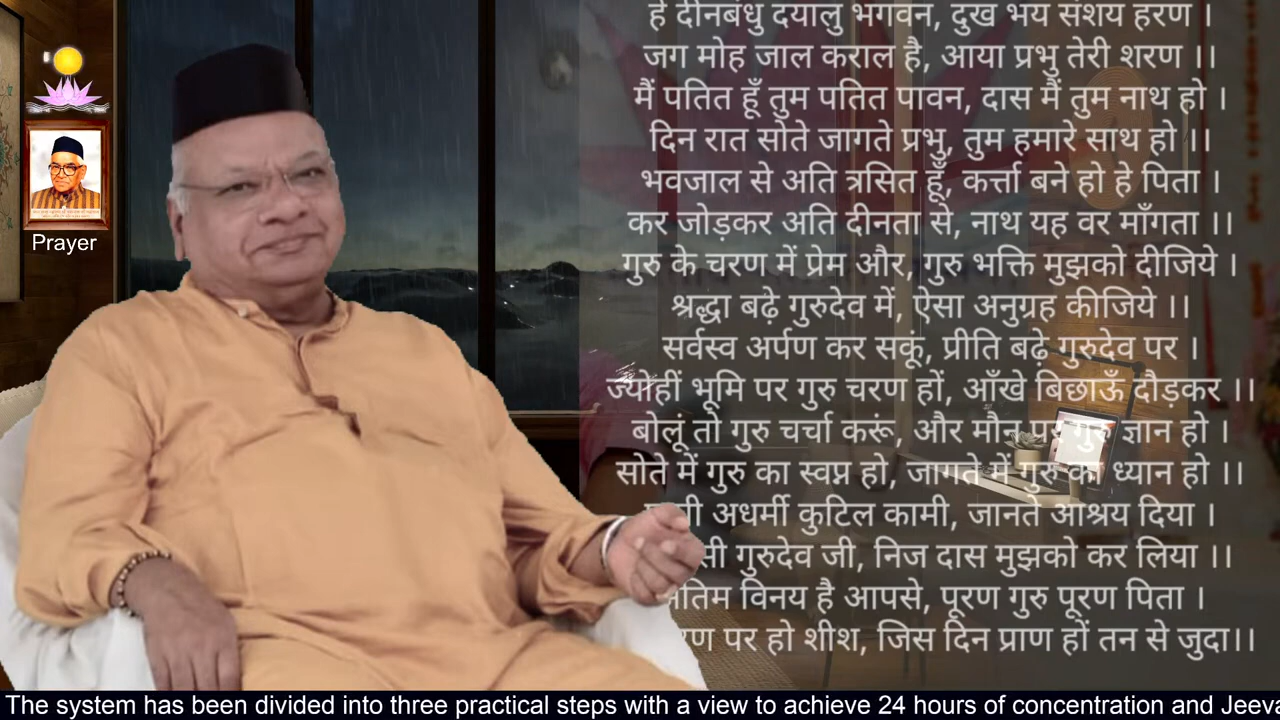 हे दीनबंधु दयालु भगवन, दुख भय संशय हरण ।
जग मोह जाल कराल है, आया प्रभु तेरी शरण ।।
मैं पतित हूँ तुम पतित पावन, दास मैं तुम नाथ हो ।
दिन रात सोते जागते प्रभु, तुम हमारे साथ हो ।।
भवजाल से अति त्रसित हूँ, कर्त्ता बने हो हे पिता ।
कर जोड़कर अति दीनता से, नाथ यह वर माँगता ।।
गुरु के चरण में प्रेम और, गुरु भक्ति मुझको दीजिये ।
श्रद्धा बढ़े गुरुदेव में, ऐसा अनुग्रह कीजिये ।।
सर्वस्व अर्पण कर सकूं, प्रीति बढ़े गुरुदेव पर ।
ज्योहीं भूमि पर गुरु चरण हों, आँखे बिछाऊँ दौड़कर ।।
बोलूं तो गुरु चर्चा करूं, और मौन पर गुरु ज्ञान हो ।
सोते में गुरु का स्वप्न हो, जागते में गुरु का ध्यान हो ।।
अधर्मी कुटिल कामी, जानते आश्रय दिया ।
गुरुदेव जी, निज दास मुझको कर लिया ।।
विनय है आपसे, पूरण गुरु पूरण पिता ।
पर हो शीश, जिस दिन प्राण हों तन से जुदा।।
Prayer
The system has been divided into three practical steps with a view to achieve 24 hours of concentration and Jeeva